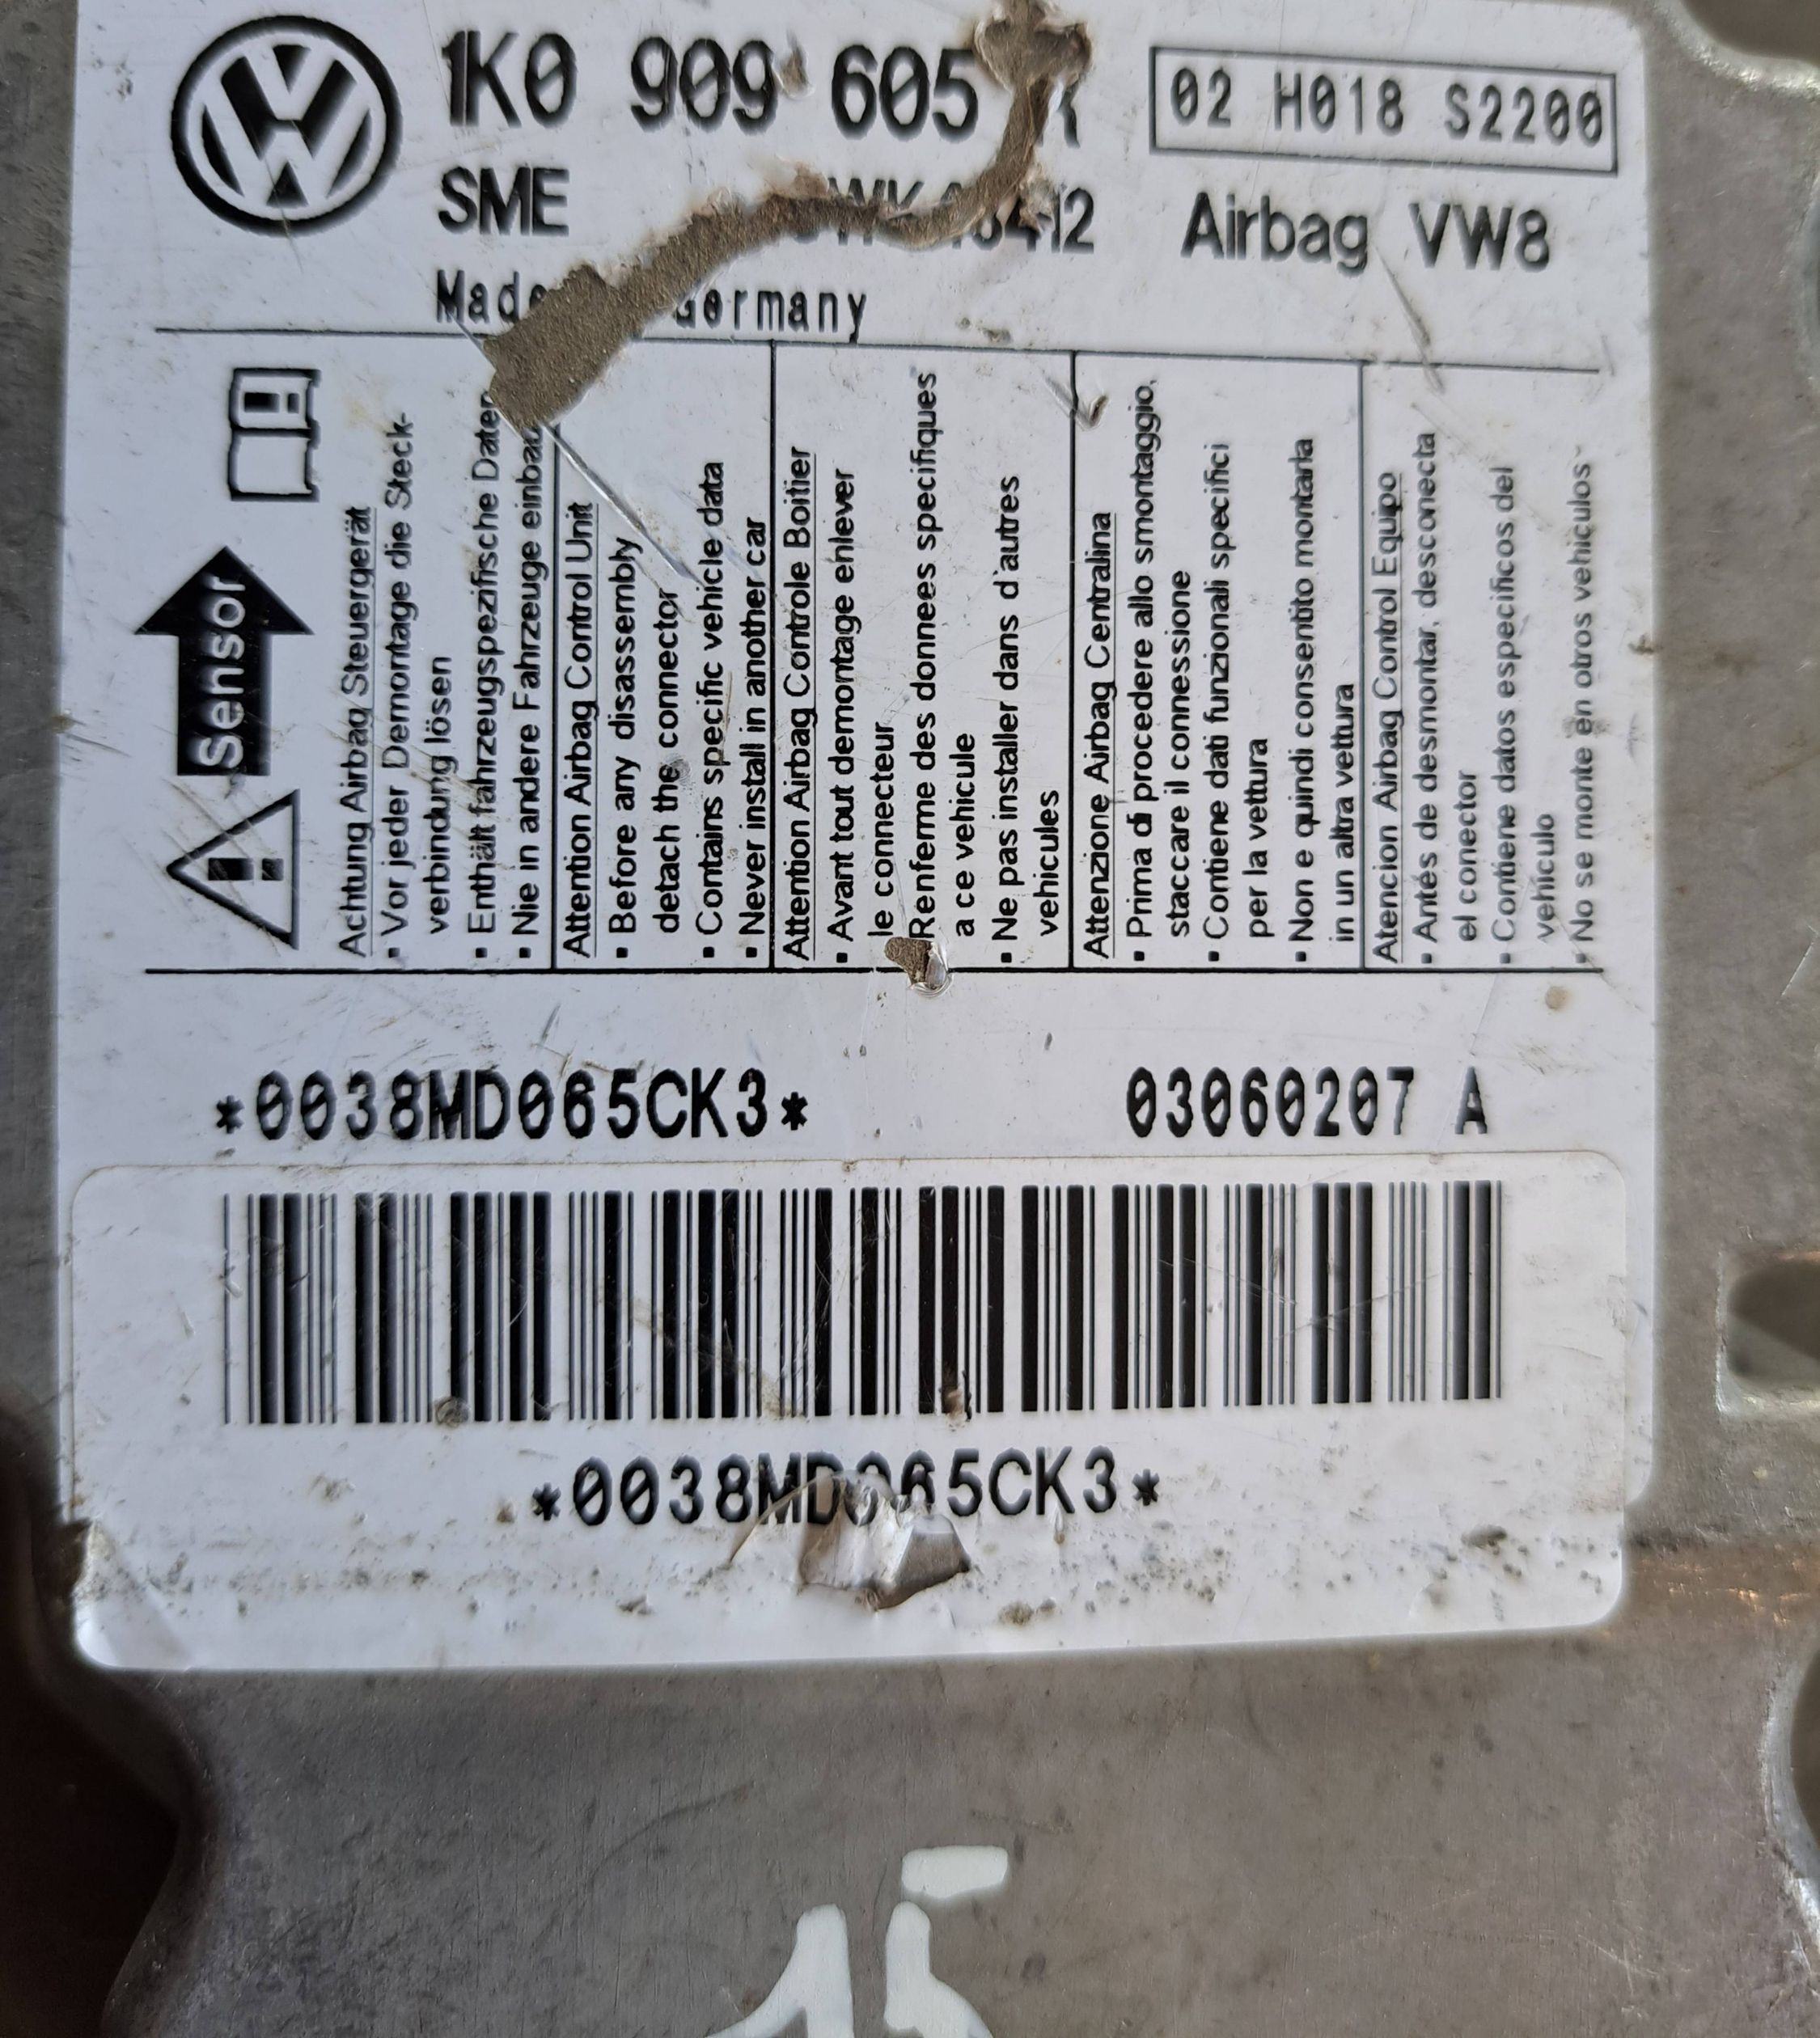 1K0 909 605
02 H018 S2200
SME
Airbag VW8
Germany
Sensor
Achtung Airbag Steuergerät
▪ Vor jeder Demontage die Steck-
verbindung lösen
▪ Enthält fahrzeugspezifische Daten
▪ Nie in andere Fahrzeuge
Attention Airbag Control Unit
▪ Before any disassembly
detach the connector
▪ Contains specific vehicle data
▪ Never install in another car
Attention Airbag Controle Boitier
▪ Avant tout demontage enlever
le connecteur
Renferme des donnees specifiques
a ce vehicule
▪ Ne pas installer dans d'autres
vehicules
Attenzione Airbag Centralina
▪ Prima di procedere allo smontaggio,
staccare il connessione
▪ Contiene dati funzionali specifici
per la vettura
▪ Non e quindi consentito montarla
in un altra vettura
Atencion Airbag Control Equipo
▪ Antés de desmontar, desconecta
el conector
▪ Contiene datos especificos del
vehículo
▪ No se monte en otros vehiculos
*0038MD065CK3*
03060207 A
*0038MD065CK3*
15